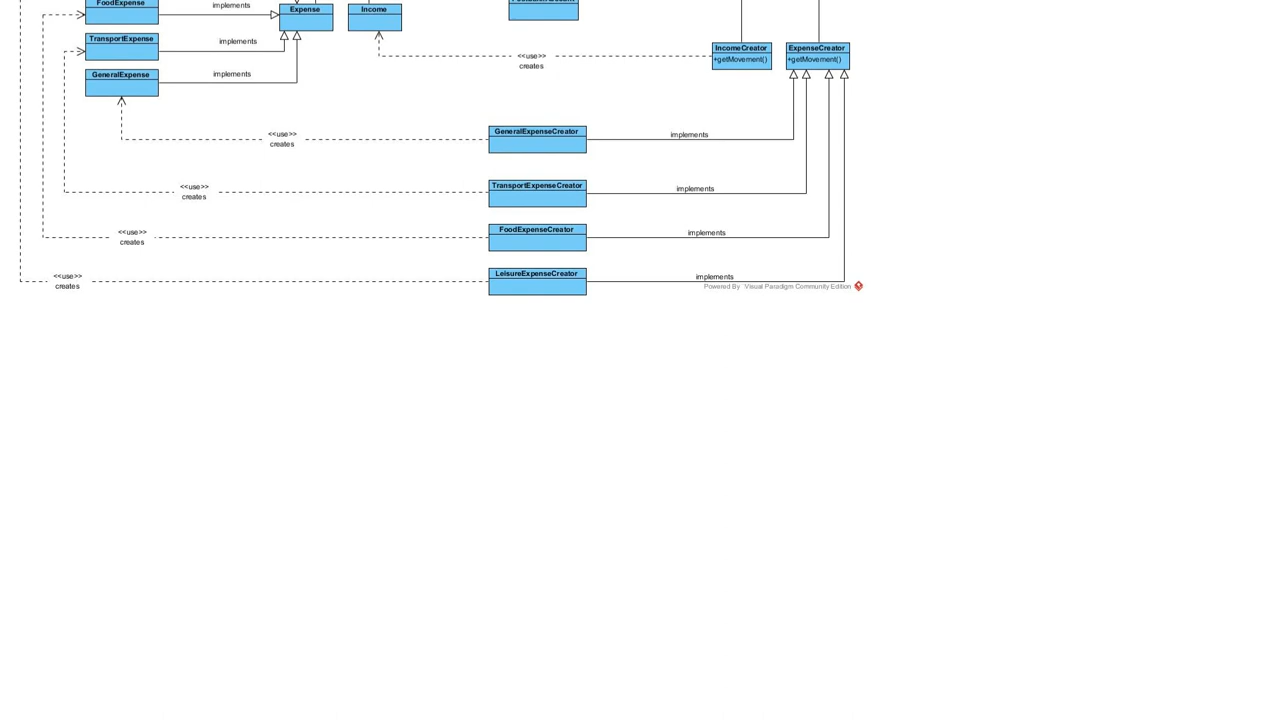 FoodExpense
implements
Expense
Income
TransportExpense
implements
GeneralExpense
implements
<<use>>
creates
IncomeCreator
+getMovement()
ExpenseCreator
+getMovement()
<<use>>
creates
GeneralExpenseCreator
implements
<<use>>
creates
TransportExpenseCreator
implements
<<use>>
creates
FoodExpenseCreator
implements
<<use>>
creates
LeisureExpenseCreator
implements
Powered By Visual Paradigm Community Edition